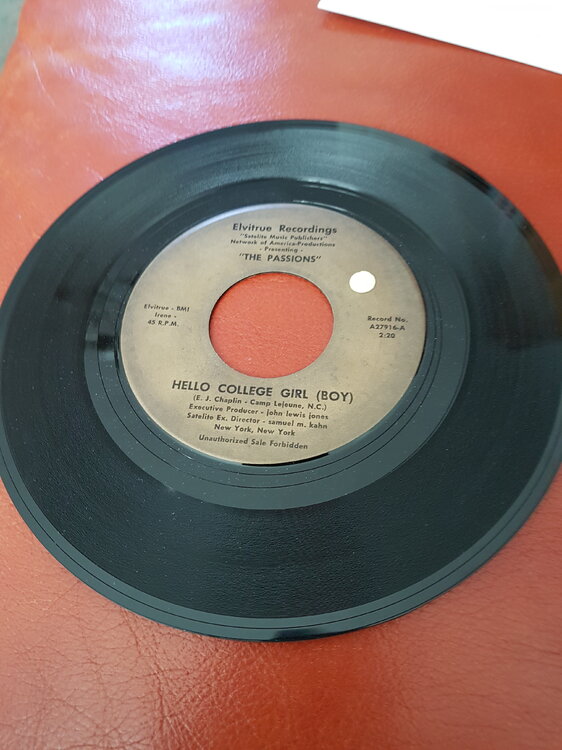 Elvitrue Recordings
"Satelite Music Publishers"
Network of America-Productions
- Presenting -
"THE PASSIONS"
Elvitrue - BMI
Irene -
45 R.P.M.
Record No.
A27916-A
2:20
HELLO COLLEGE GIRL (BOY)
(E. J. Chaplin - Camp LeJeune, N.C.)
Executive Producer - john lewis jones
Satelite Ex. Director - samuel m. kahn
New York, New York
Unauthorized Sale Forbidden